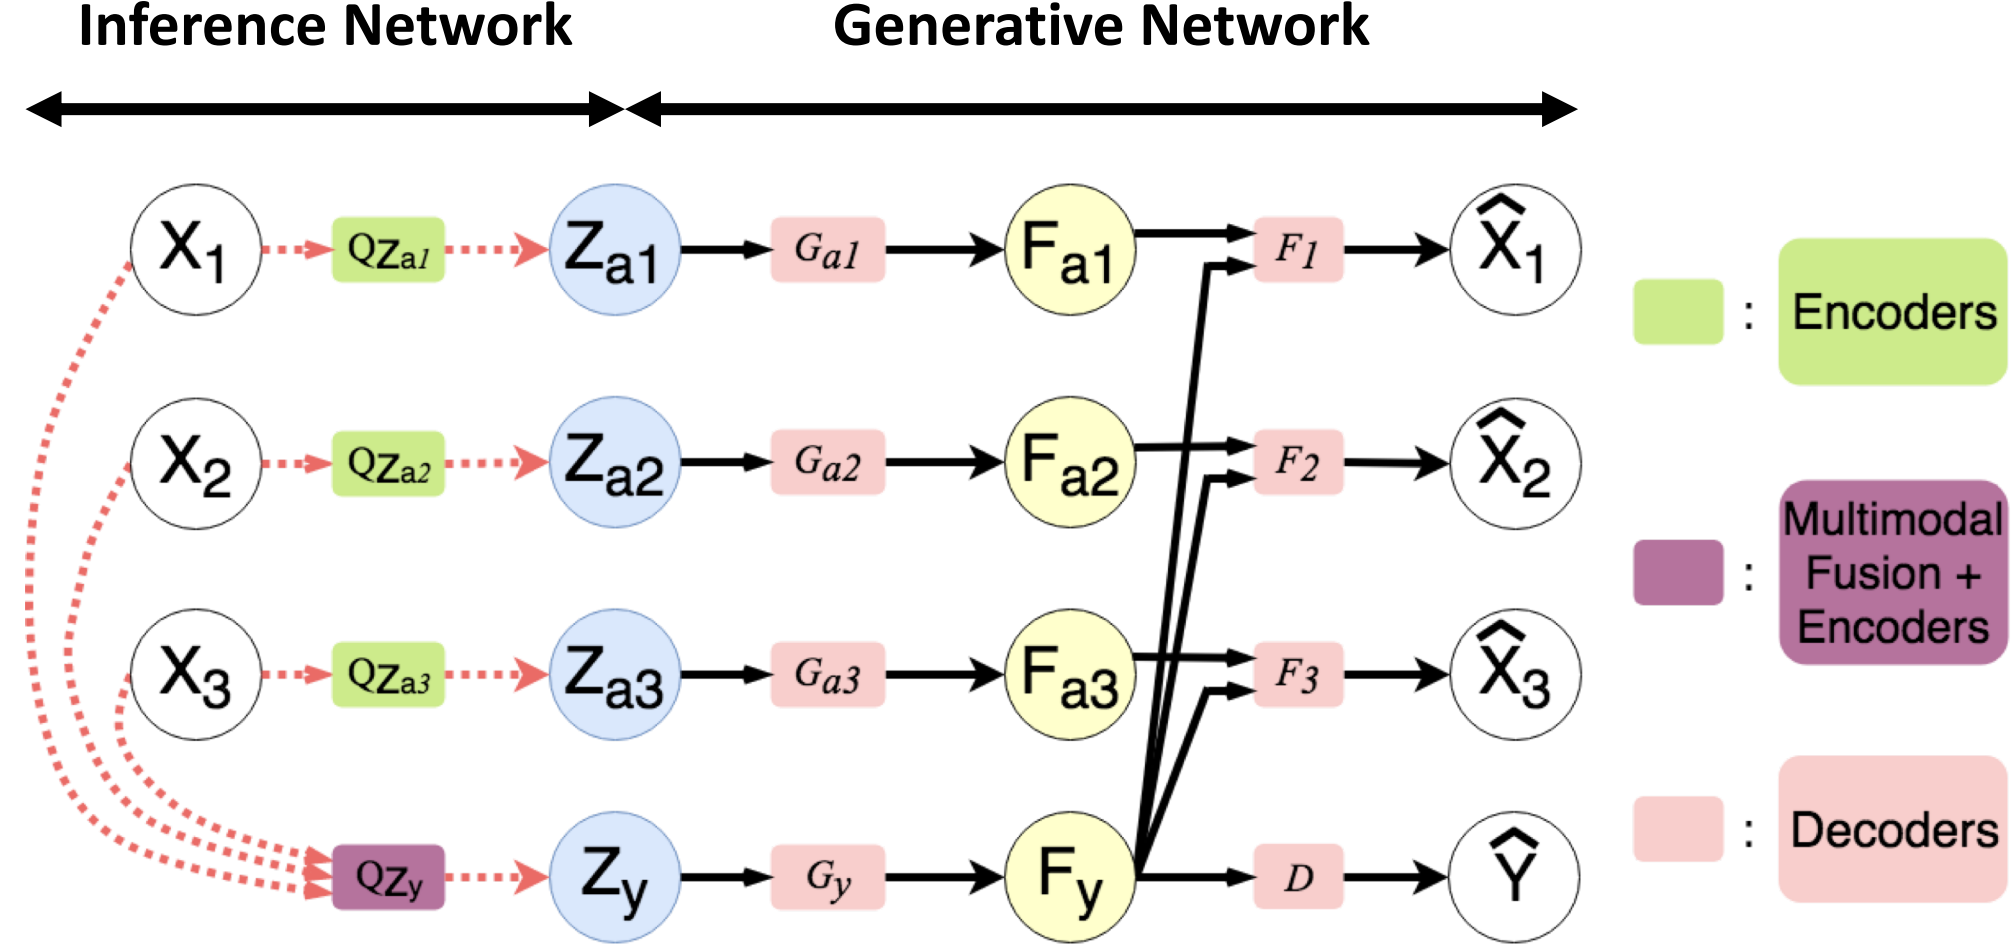 Inference Network Generative Network
X1 Qza1 Za1 Ga1 Fa1 F1 X̂1
X2 Qza2 Za2 Ga2 Fa2 F2 X̂2
X3 Qza3 Za3 Ga3 Fa3 F3 X̂3
Qzy Zy Gy Fy D Ŷ
: Encoders
: Multimodal
Fusion +
Encoders
: Decoders